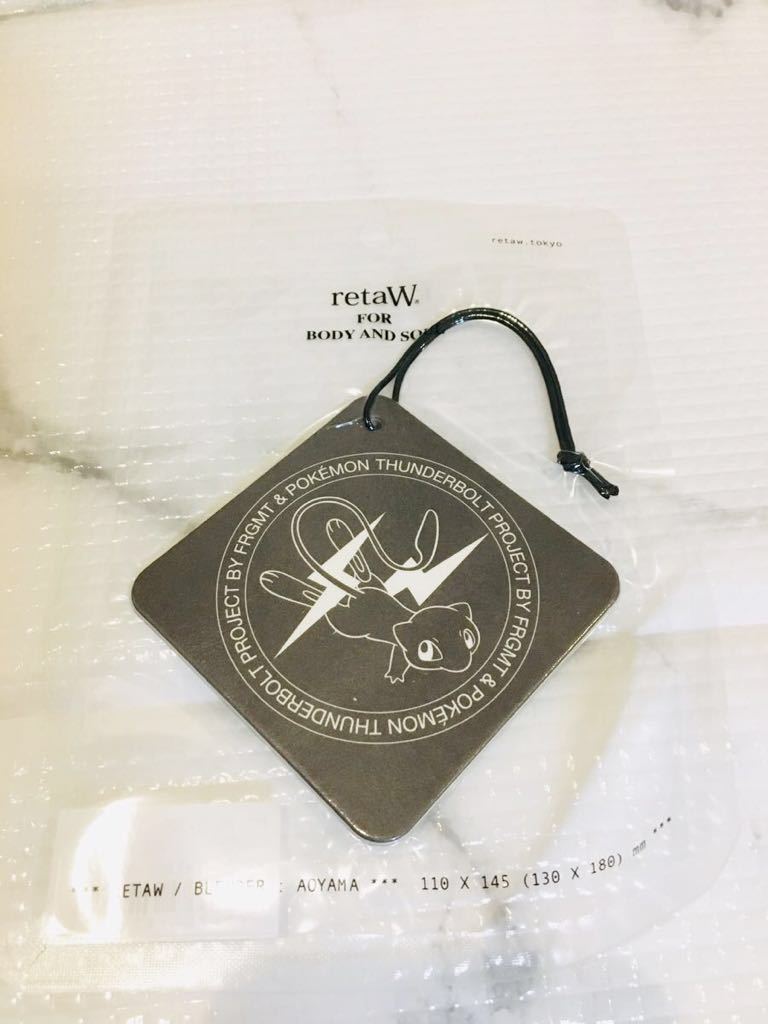 retaw.tokyo
retaW®
FOR
BODY AND
THUNDERBOLT PROJECT BY FRGMT & POKÉMON THUNDERBOLT PROJECT BY FRGMT & POKÉMON
ETAW / : AOYAMA *** 110 X 145 (130 X 180) mm ***